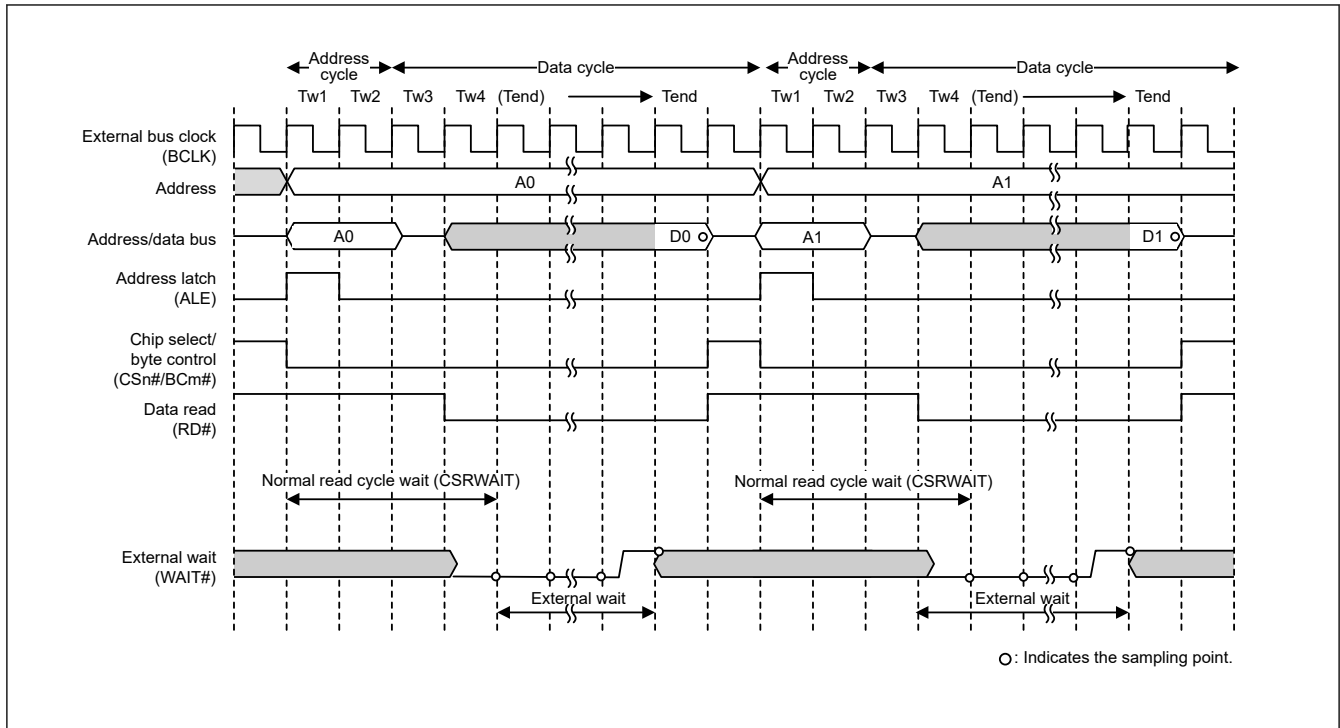 Address
cycle
Data cycle
Address
cycle
Data cycle
Tw1 Tw2 Tw3 Tw4 (Tend) Tend Tw1 Tw2 Tw3 Tw4 (Tend) Tend
External bus clock
(BCLK)
Address
A0 A1
Address/data bus
A0 D0 A1 D1
Address latch
(ALE)
Chip select/
byte control
(CSn#/BCm#)
Data read
(RD#)
Normal read cycle wait (CSRWAIT) Normal read cycle wait (CSRWAIT)
External wait
(WAIT#)
External wait External wait
: Indicates the sampling point.